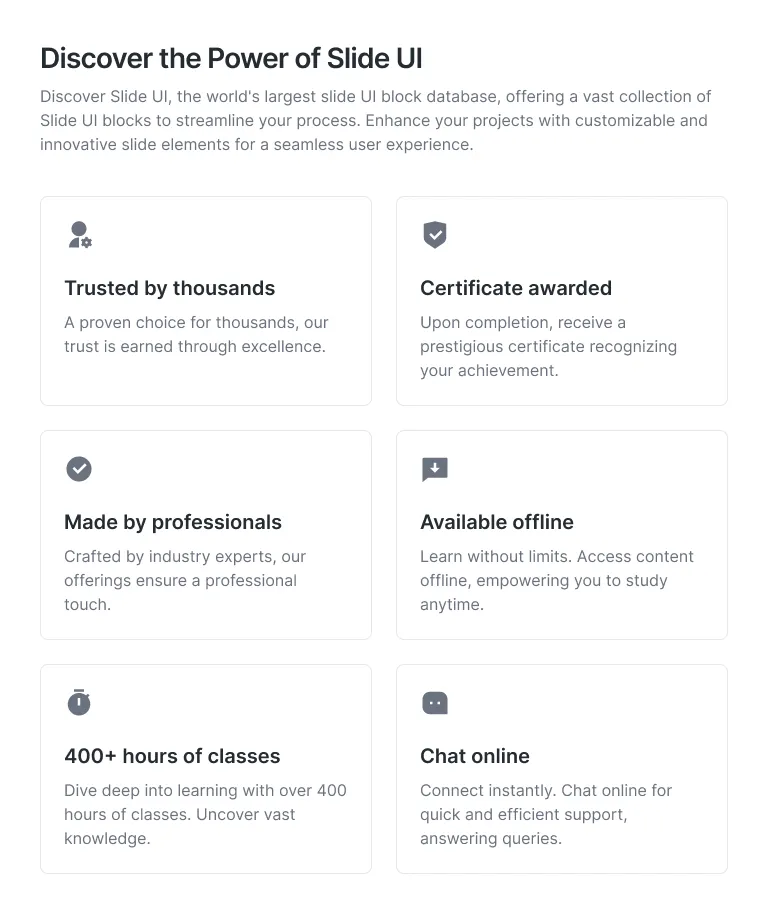 Discover the Power of Slide UI
Discover Slide UI, the world's largest slide UI block database, offering a vast collection of
Slide UI blocks to streamline your process. Enhance your projects with customizable and
innovative slide elements for a seamless user experience.
Trusted by thousands
A proven choice for thousands, our
trust is earned through excellence.
Certificate awarded
Upon completion, receive a
prestigious certificate recognizing
your achievement.
Made by professionals
Crafted by industry experts, our
offerings ensure a professional
touch.
Available offline
Learn without limits. Access content
offline, empowering you to study
anytime.
400+ hours of classes
Dive deep into learning with over 400
hours of classes. Uncover vast
knowledge.
Chat online
Connect instantly. Chat online for
quick and efficient support,
answering queries.